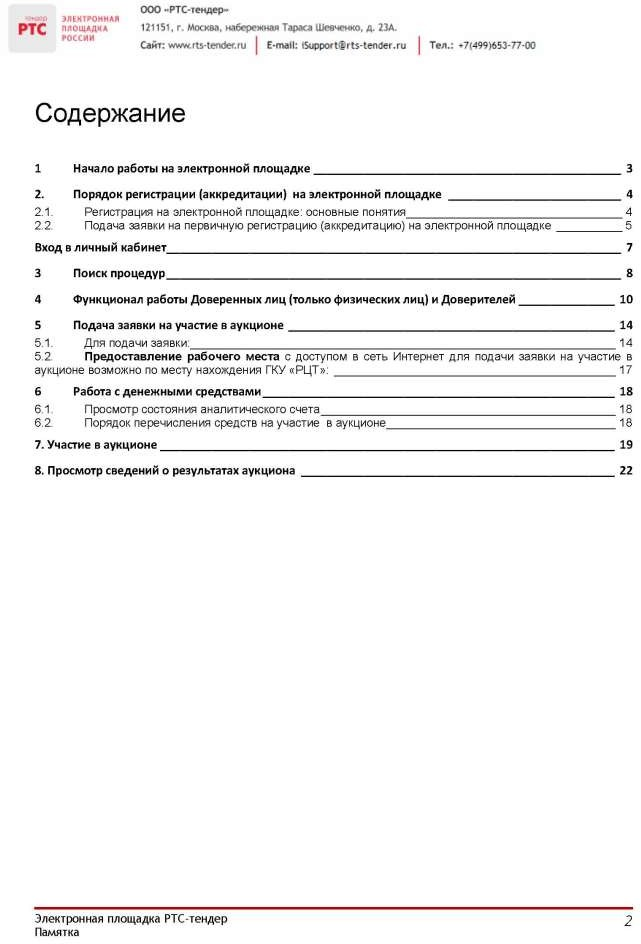 ООО «РТС-тендер»
тендер
РТС
ЭЛЕКТРОННАЯ
ПЛОЩАДКА
РОССИИ
121151, г. Москва, набережная Тараса Шевченко, д. 23А.
Сайт: www.rts-tender.ru | E-mail: iSupport@rts-tender.ru | Тел.: +7(499)653-77-00
Содержание
1 Начало работы на электронной площадке 3
2. Порядок регистрации (аккредитации) на электронной площадке 4
2.1. Регистрация на электронной площадке: основные понятия 4
2.2. Подача заявки на первичную регистрацию (аккредитацию) на электронной площадке 5
Вход в личный кабинет 7
3 Поиск процедур 8
4 Функционал работы Доверенных лиц (только физических лиц) и Доверителей 10
5 Подача заявки на участие в аукционе 14
5.1. Для подачи заявки: 14
5.2. Предоставление рабочего места с доступом в сеть Интернет для подачи заявки на участие в
аукционе возможно по месту нахождения ГКУ «РЦТ»: 17
6 Работа с денежными средствами 18
6.1. Просмотр состояния аналитического счета 18
6.2. Порядок перечисления средств на участие в аукционе 18
7. Участие в аукционе 19
8. Просмотр сведений о результатах аукциона 22
Электронная площадка РТС-тендер 2
Памятка